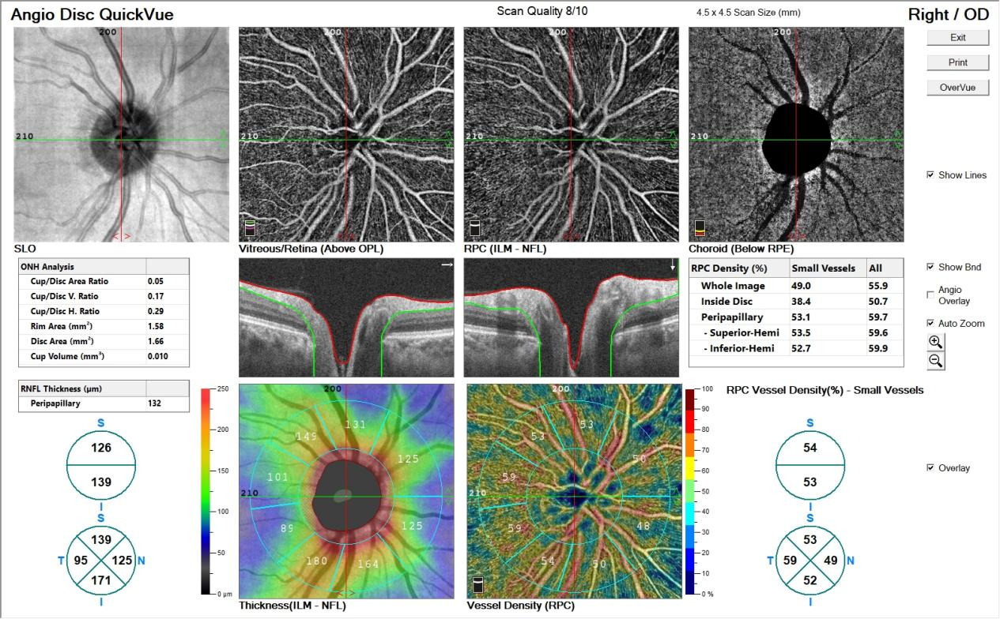 Angio Disc QuickVue
Scan Quality 8/10
4.5 x 4.5 Scan Size (mm)
Right / OD
Exit
Print
OverVue
200
210
200
210
200
210
200
210
Show Lines
SLO
Vitreous/Retina (Above OPL)
RPC (ILM - NFL)
Choroid (Below RPE)
ONH Analysis
Cup/Disc Area Ratio 0.05
Cup/Disc V. Ratio 0.17
Cup/Disc H. Ratio 0.29
Rim Area (mm²) 1.58
Disc Area (mm²) 1.66
Cup Volume (mm³) 0.010
RPC Density (%) Small Vessels All
Whole Image 49.0 55.9
Inside Disc 38.4 50.7
Peripapillary 53.1 59.7
- Superior-Hemi 53.5 59.6
- Inferior-Hemi 52.7 59.9
Show Bnd
Angio
Overlay
Auto Zoom
RNFL Thickness (µm)
Peripapillary 132
S
126
139
I
S
139
T 95 125 N
171
I
250
200
150
100
50
0 µm
200
210
131
149
125
101
125
89
180
164
Thickness(ILM - NFL)
200
210
53
53
50
59
59
48
54
50
Vessel Density (RPC)
100
90
80
70
60
50
40
30
20
10
0 %
RPC Vessel Density(%) - Small Vessels
S
54
53
I
S
53
T 59 49 N
52
I
Overlay